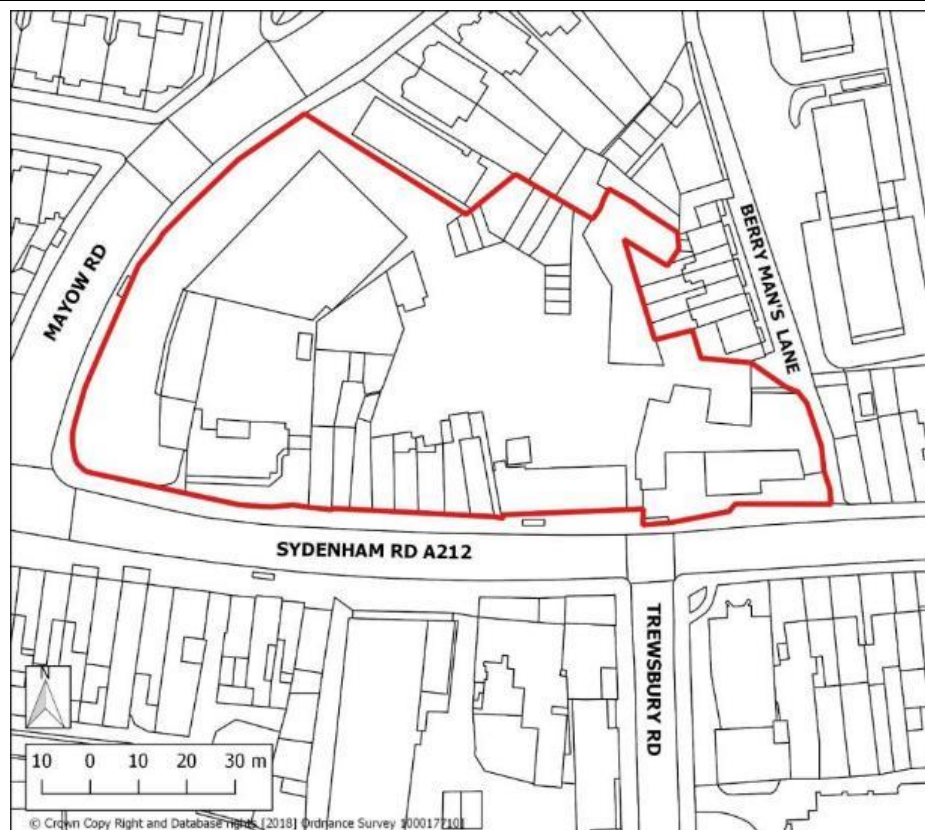 MAYOW RD
BERRY MAN'S LANE
SYDENHAM RD A212
TREWSBURY RD
N
10 0 10 20 30 m
© Crown Copy Right and Database rights [2018] Ordnance Survey